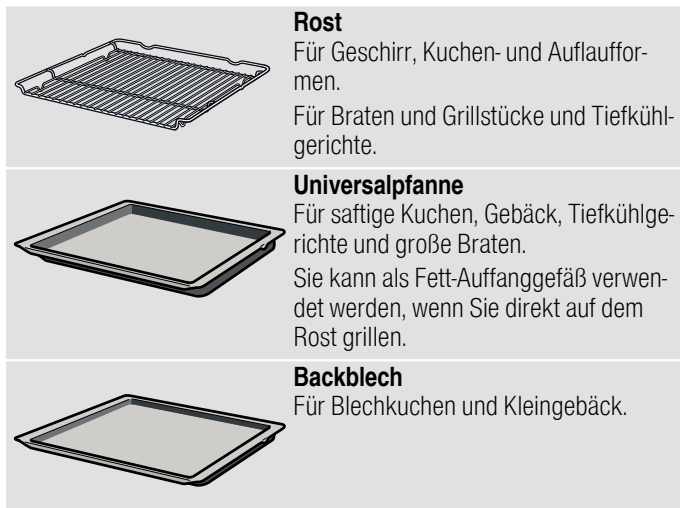 Rost
Für Geschirr, Kuchen- und Auflauffor-
men.
Für Braten und Grillstücke und Tiefkühl-
gerichte.
Universalpfanne
Für saftige Kuchen, Gebäck, Tiefkühlge-
richte und große Braten.
Sie kann als Fett-Auffanggefäß verwen-
det werden, wenn Sie direkt auf dem
Rost grillen.
Backblech
Für Blechkuchen und Kleingebäck.